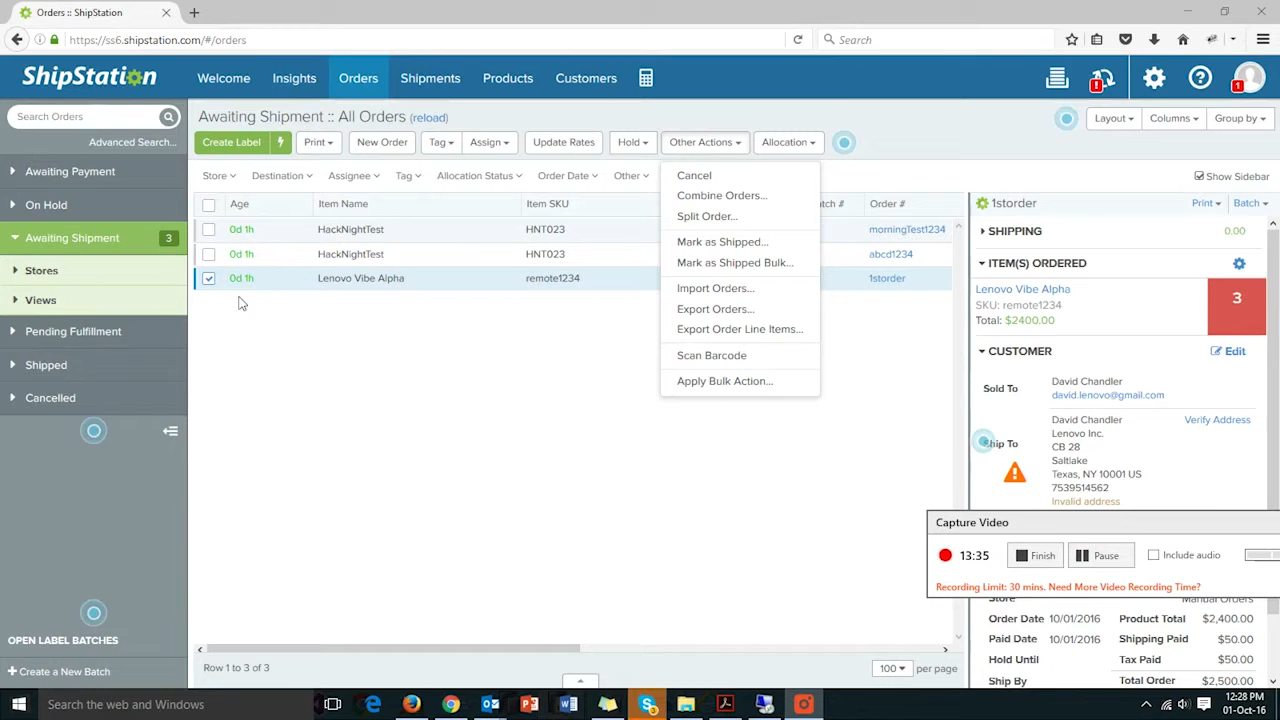 Orders :: ShipStation
https://ss6.shipstation.com/#/orders
Search
ShipStation
Welcome
Insights
Orders
Shipments
Products
Customers
!
1
Search Orders
Advanced Search...
Awaiting Payment
On Hold
Awaiting Shipment 3
Stores
Views
Pending Fulfillment
Shipped
Cancelled
OPEN LABEL BATCHES
Create a New Batch
Awaiting Shipment :: All Orders (reload)
Layout
Columns
Group by
Create Label
Print
New Order
Tag
Assign
Update Rates
Hold
Other Actions
Allocation
Store
Destination
Assignee
Tag
Allocation Status
Order Date
Other
Show Sidebar
Age Item Name Item SKU atch # Order #
0d 1h HackNightTest HNT023 morningTest1234
0d 1h HackNightTest HNT023 abcd1234
0d 1h Lenovo Vibe Alpha remote1234 1storder
Cancel
Combine Orders...
Split Order...
Mark as Shipped...
Mark as Shipped Bulk...
Import Orders...
Export Orders...
Export Order Line Items...
Scan Barcode
Apply Bulk Action...
Row 1 to 3 of 3
100 per page
1storder Print Batch
SHIPPING 0.00
ITEM(S) ORDERED
Lenovo Vibe Alpha 3
SKU: remote1234
Total: $2400.00
CUSTOMER Edit
Sold To David Chandler
david.lenovo@gmail.com
Ship To David Chandler Verify Address
Lenovo Inc.
CB 28
Saltlake
Texas, NY 10001 US
7539514562
Invalid address
Capture Video
13:35 Finish Pause Include audio
Recording Limit: 30 mins. Need More Video Recording Time?
Store Manual Orders
Order Date 10/01/2016 Product Total $2,400.00
Paid Date 10/01/2016 Shipping Paid $50.00
Hold Until Tax Paid $50.00
Ship By Total Order $2,500.00
Search the web and Windows
12:28 PM
01-Oct-16